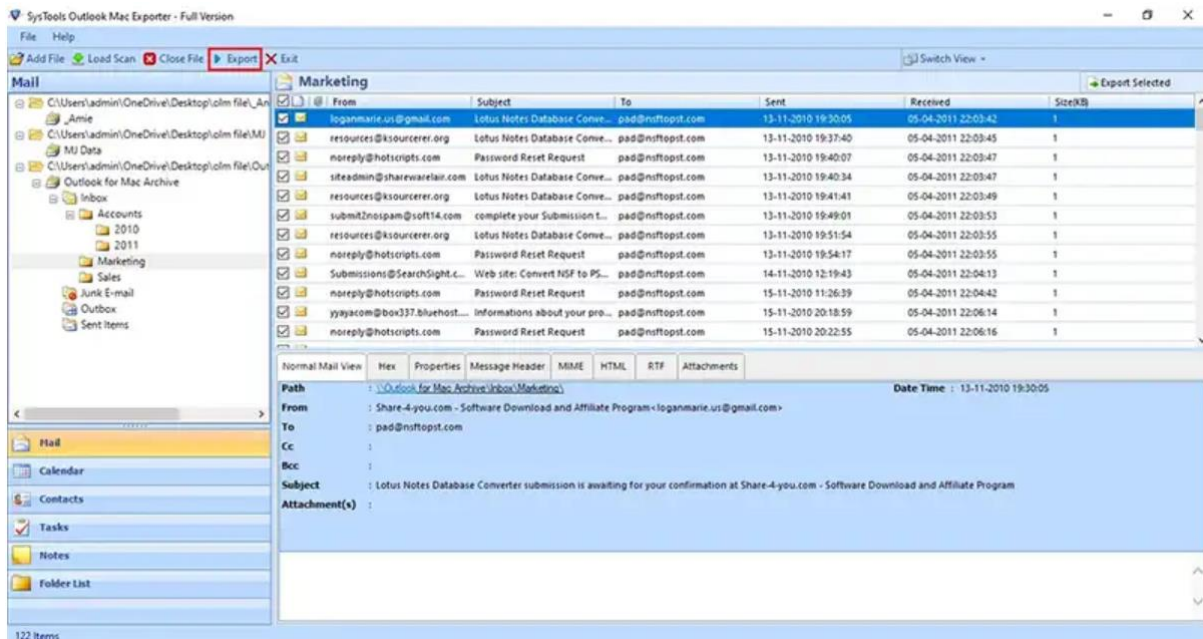 SysTools Outlook Mac Exporter - Full Version
File Help
Add File Load Scan Close File Export Exit Switch View
Mail
C:\Users\admin\OneDrive\Desktop\olm file\_An
_Amie
C:\Users\admin\OneDrive\Desktop\olm file\MJ
MJ Data
C:\Users\admin\OneDrive\Desktop\olm file\Out
Outlook for Mac Archive
Inbox
Accounts
2010
2011
Marketing
Sales
Junk E-mail
Outbox
Sent Items
Mail
Calendar
Contacts
Tasks
Notes
Folder List
Marketing Export Selected
From Subject To Sent Received Size(KB)
loganmarie.us@gmail.com Lotus Notes Database Conve... pad@nsftopst.com 13-11-2010 19:30:05 05-04-2011 22:03:42 1
resources@ksourcerer.org Lotus Notes Database Conve... pad@nsftopst.com 13-11-2010 19:37:40 05-04-2011 22:03:45 1
noreply@hotscripts.com Password Reset Request pad@nsftopst.com 13-11-2010 19:40:07 05-04-2011 22:03:47 1
siteadmin@sharewarelair.com Lotus Notes Database Conve... pad@nsftopst.com 13-11-2010 19:40:34 05-04-2011 22:03:47 1
resources@ksourcerer.org Lotus Notes Database Conve... pad@nsftopst.com 13-11-2010 19:41:41 05-04-2011 22:03:49 1
submit2nospam@soft14.com complete your Submission t... pad@nsftopst.com 13-11-2010 19:49:01 05-04-2011 22:03:53 1
resources@ksourcerer.org Lotus Notes Database Conve... pad@nsftopst.com 13-11-2010 19:51:54 05-04-2011 22:03:55 1
noreply@hotscripts.com Password Reset Request pad@nsftopst.com 13-11-2010 19:54:17 05-04-2011 22:03:55 1
Submissions@SearchSight.c... Web site: Convert NSF to PS... pad@nsftopst.com 14-11-2010 12:19:43 05-04-2011 22:04:13 1
noreply@hotscripts.com Password Reset Request pad@nsftopst.com 15-11-2010 11:26:39 05-04-2011 22:04:42 1
yyayacom@box337.bluehost.... Informations about your pro... pad@nsftopst.com 15-11-2010 20:18:59 05-04-2011 22:06:14 1
noreply@hotscripts.com Password Reset Request pad@nsftopst.com 15-11-2010 20:22:55 05-04-2011 22:06:16 1
Normal Mail View Hex Properties Message Header MIME HTML RTF Attachments
Path : \\Outlook for Mac Archive\Inbox\Marketing\ Date Time : 13-11-2010 19:30:05
From : Share-4-you.com - Software Download and Affiliate Program<loganmarie.us@gmail.com>
To : pad@nsftopst.com
Cc :
Bcc :
Subject : Lotus Notes Database Converter submission is awaiting for your confirmation at Share-4-you.com - Software Download and Affiliate Program
Attachment(s) :
122 Items